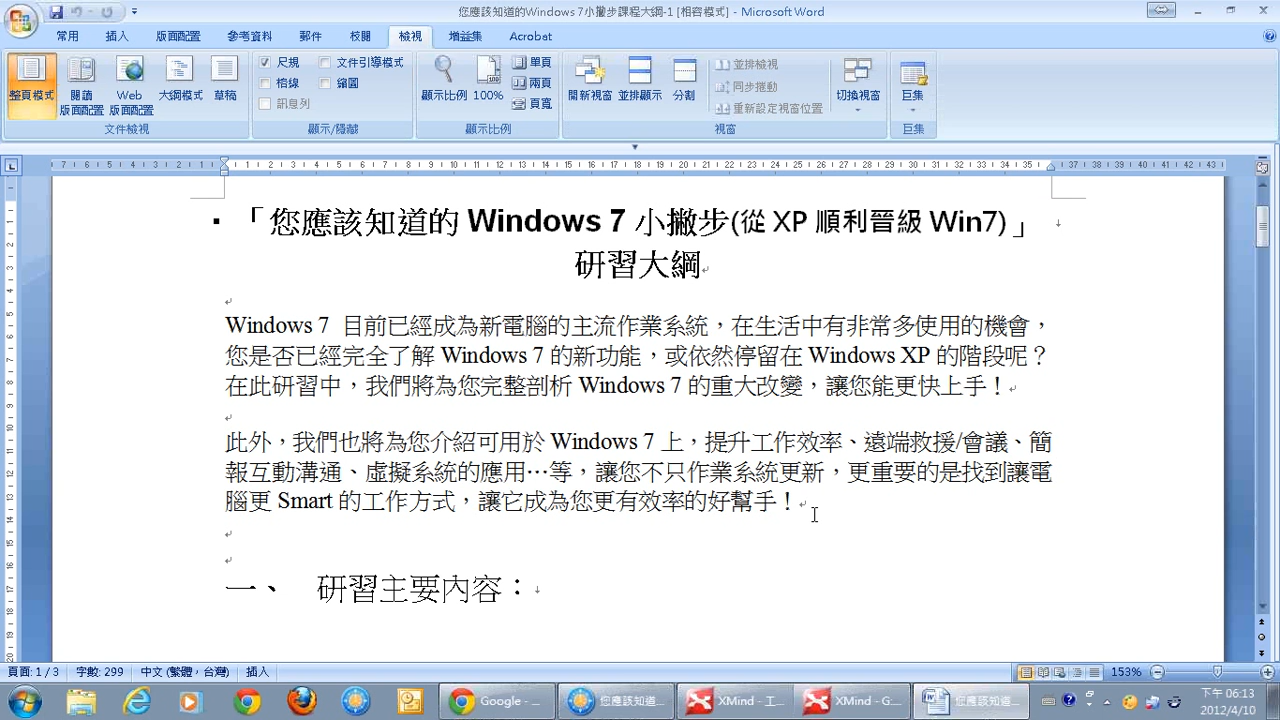 您應該知道的Windows 7小撇步課程大綱-1 [相容模式] - Microsoft Word
常用 插入 版面配置 參考資料 郵件 校閱 檢視 增益集 Acrobat
整頁模式 閱讀版面配置 Web版面配置 大綱模式 草稿
尺規 文件引導模式
格線 縮圖
訊息列
顯示比例 100% 單頁 兩頁 頁寬
開新視窗 並排顯示 分割
並排檢視
同步捲動
重新設定視窗位置
切換視窗 巨集
文件檢視 顯示/隱藏 顯示比例 視窗 巨集
「您應該知道的 Windows 7 小撇步(從 XP 順利晉級 Win7)」
研習大綱
Windows 7 目前已經成為新電腦的主流作業系統，在生活中有非常多使用的機會，
您是否已經完全了解 Windows 7 的新功能，或依然停留在 Windows XP 的階段呢？
在此研習中，我們將為您完整剖析 Windows 7 的重大改變，讓您能更快上手！
此外，我們也將為您介紹可用於 Windows 7 上，提升工作效率、遠端救援/會議、簡
報互動溝通、虛擬系統的應用…等，讓您不只作業系統更新，更重要的是找到讓電
腦更 Smart 的工作方式，讓它成為您更有效率的好幫手！
一、 研習主要內容：
頁面: 1 / 3 字數: 299 中文 (繁體，台灣) 插入 153%
Google - ... 您應該知道... XMind - 工... XMind - G:... 您應該知道...
下午 06:13
2012/4/10